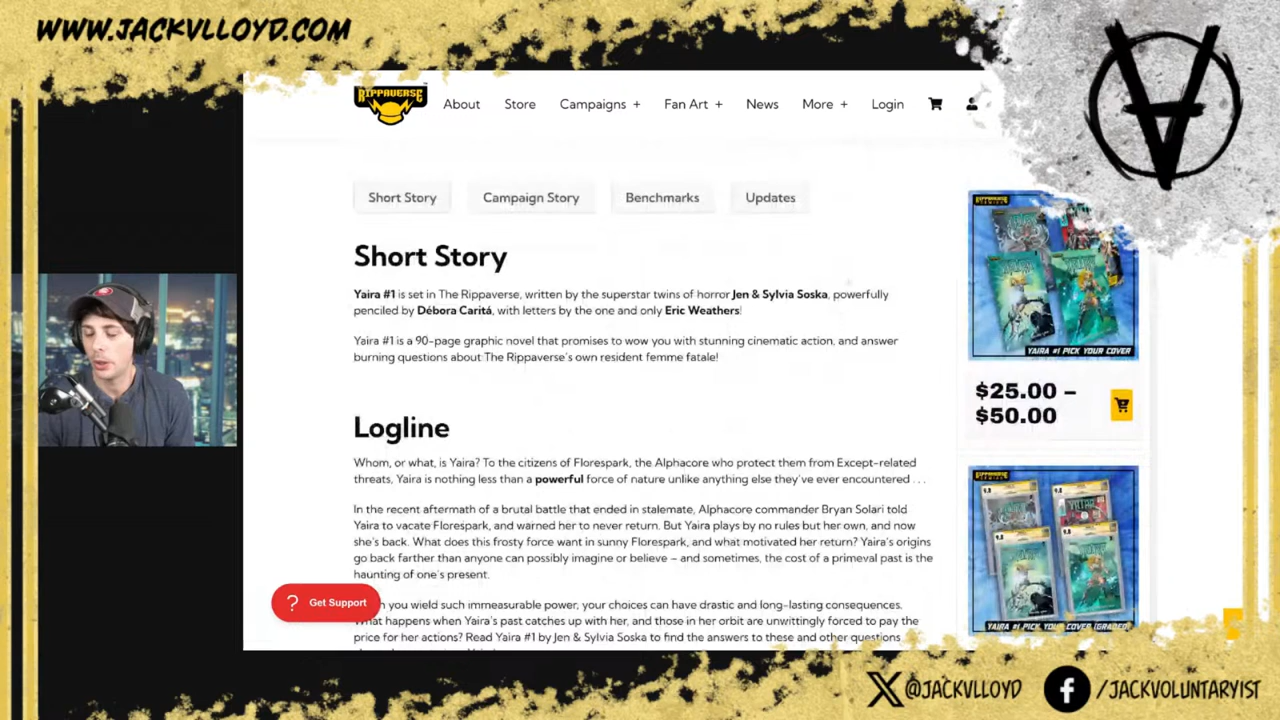 WWW.JACKVLLOYD.COM
RIPPAVERSE
About Store Campaigns + Fan Art + News More + Login
Short Story Campaign Story Benchmarks Updates
Short Story
Yaira #1 is set in The Rippaverse, written by the superstar twins of horror Jen & Sylvia Soska, powerfully
penciled by Débora Caritá, with letters by the one and only Eric Weathers!
Yaira #1 is a 90-page graphic novel that promises to wow you with stunning cinematic action, and answer
burning questions about The Rippaverse's own resident femme fatale!
YAIRA #1 PICK YOUR COVER
$25.00 –
$50.00
Logline
Whom, or what, is Yaira? To the citizens of Florespark, the Alphacore who protect them from Except-related
threats, Yaira is nothing less than a powerful force of nature unlike anything else they've ever encountered . . .
In the recent aftermath of a brutal battle that ended in stalemate, Alphacore commander Bryan Solari told
Yaira to vacate Florespark, and warned her to never return. But Yaira plays by no rules but her own, and now
she's back. What does this frosty force want in sunny Florespark, and what motivated her return? Yaira's origins
go back farther than anyone can possibly imagine or believe – and sometimes, the cost of a primeval past is the
haunting of one's present.
? Get Support
you wield such immeasurable power, your choices can have drastic and long-lasting consequences.
What happens when Yaira's past catches up with her, and those in her orbit are unwittingly forced to pay the
price for her actions? Read Yaira #1 by Jen & Sylvia Soska to find the answers to these and other questions
YAIRA #1 PICK YOUR COVER (GRADED)
@JACKVLLOYD
/JACKVOLUNTARYIST